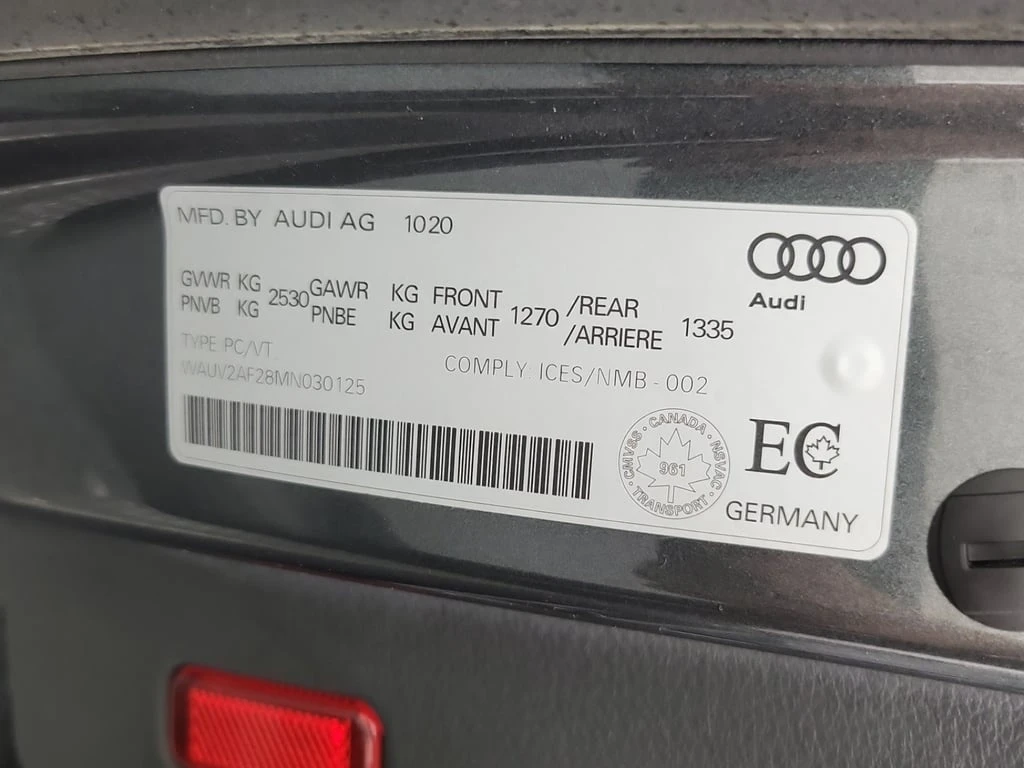 MFD. BY AUDI AG 1020
Audi
GVWR KG 2530 GAWR KG FRONT 1270 /REAR 1335
PNVB KG PNBE KG AVANT /ARRIERE
TYPE PC/VT
COMPLY. ICES/NMB - 002
WAUV2AF28MN030125
CANADA · NSVAC · TRANSPORT · CMVSS ·
961
EC
GERMANY